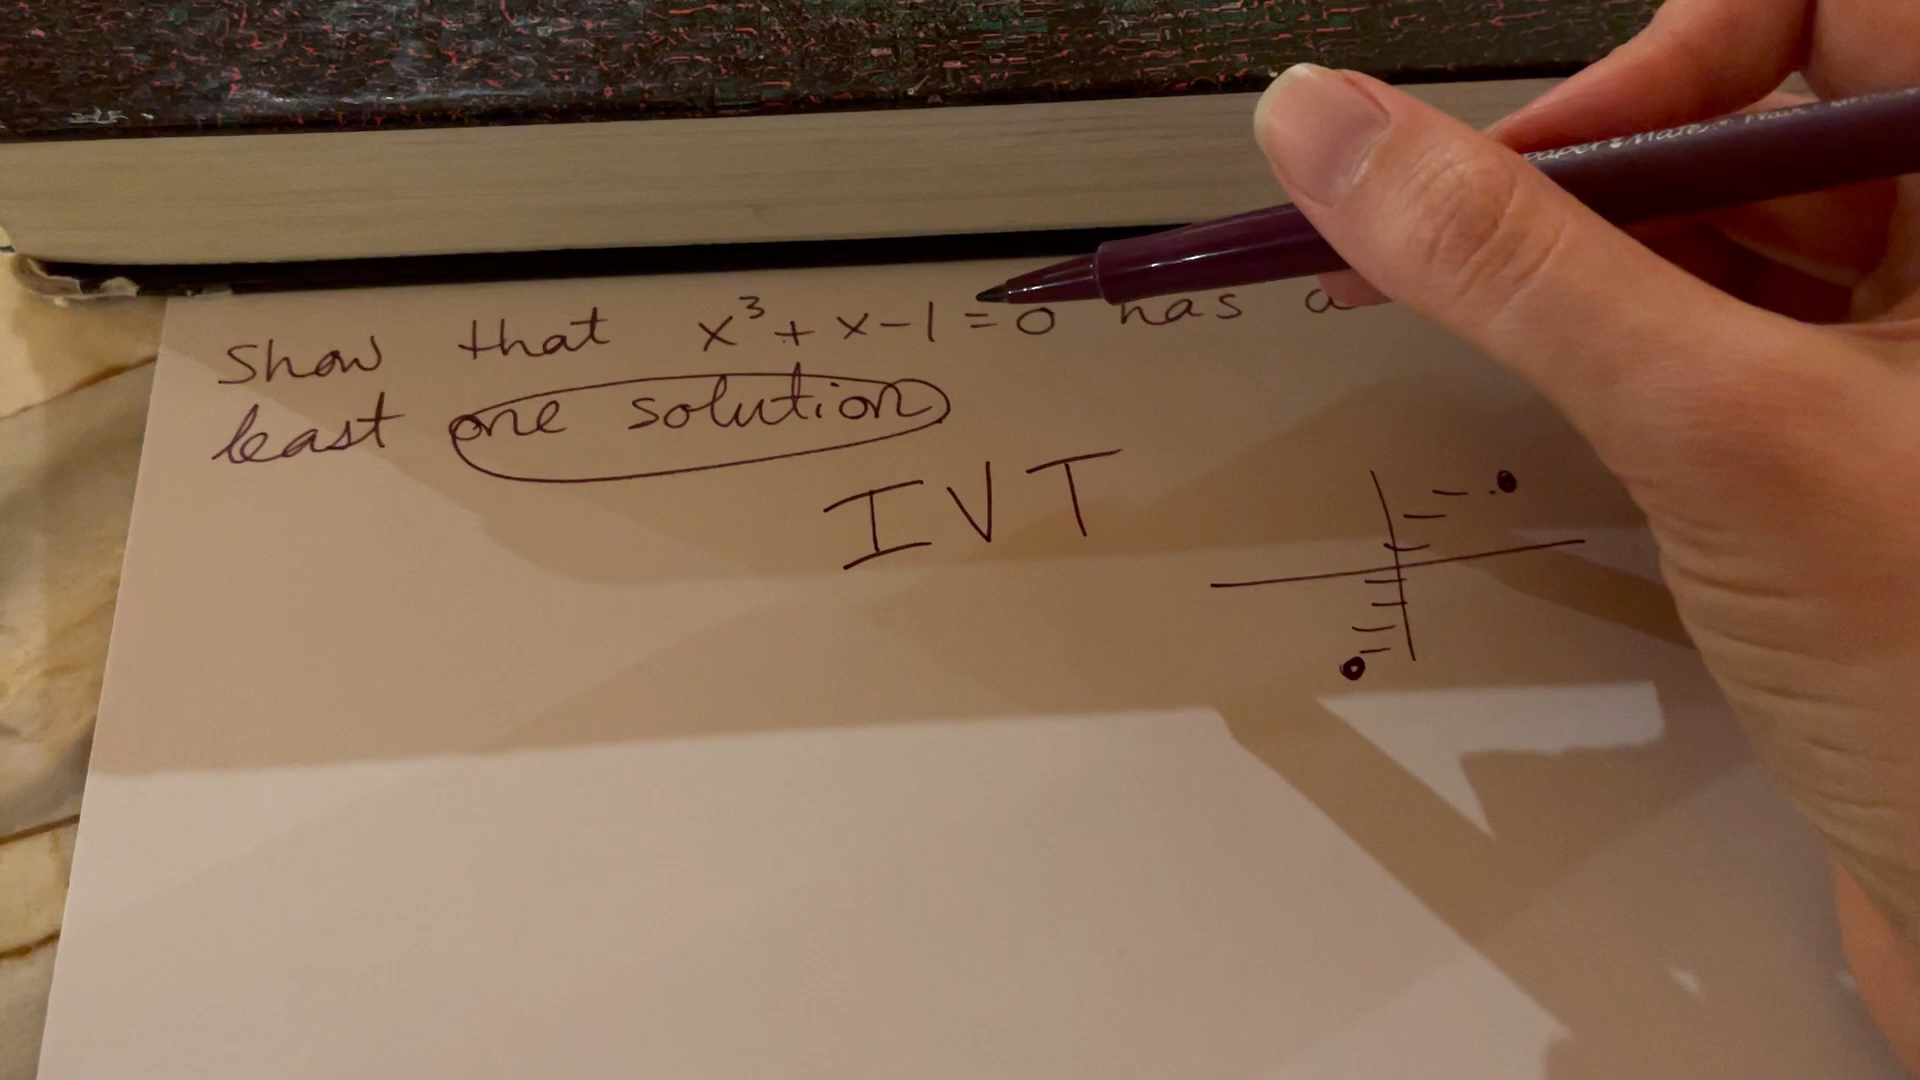 Show that x³ + x - 1 = 0 has a
least one solution
IVT